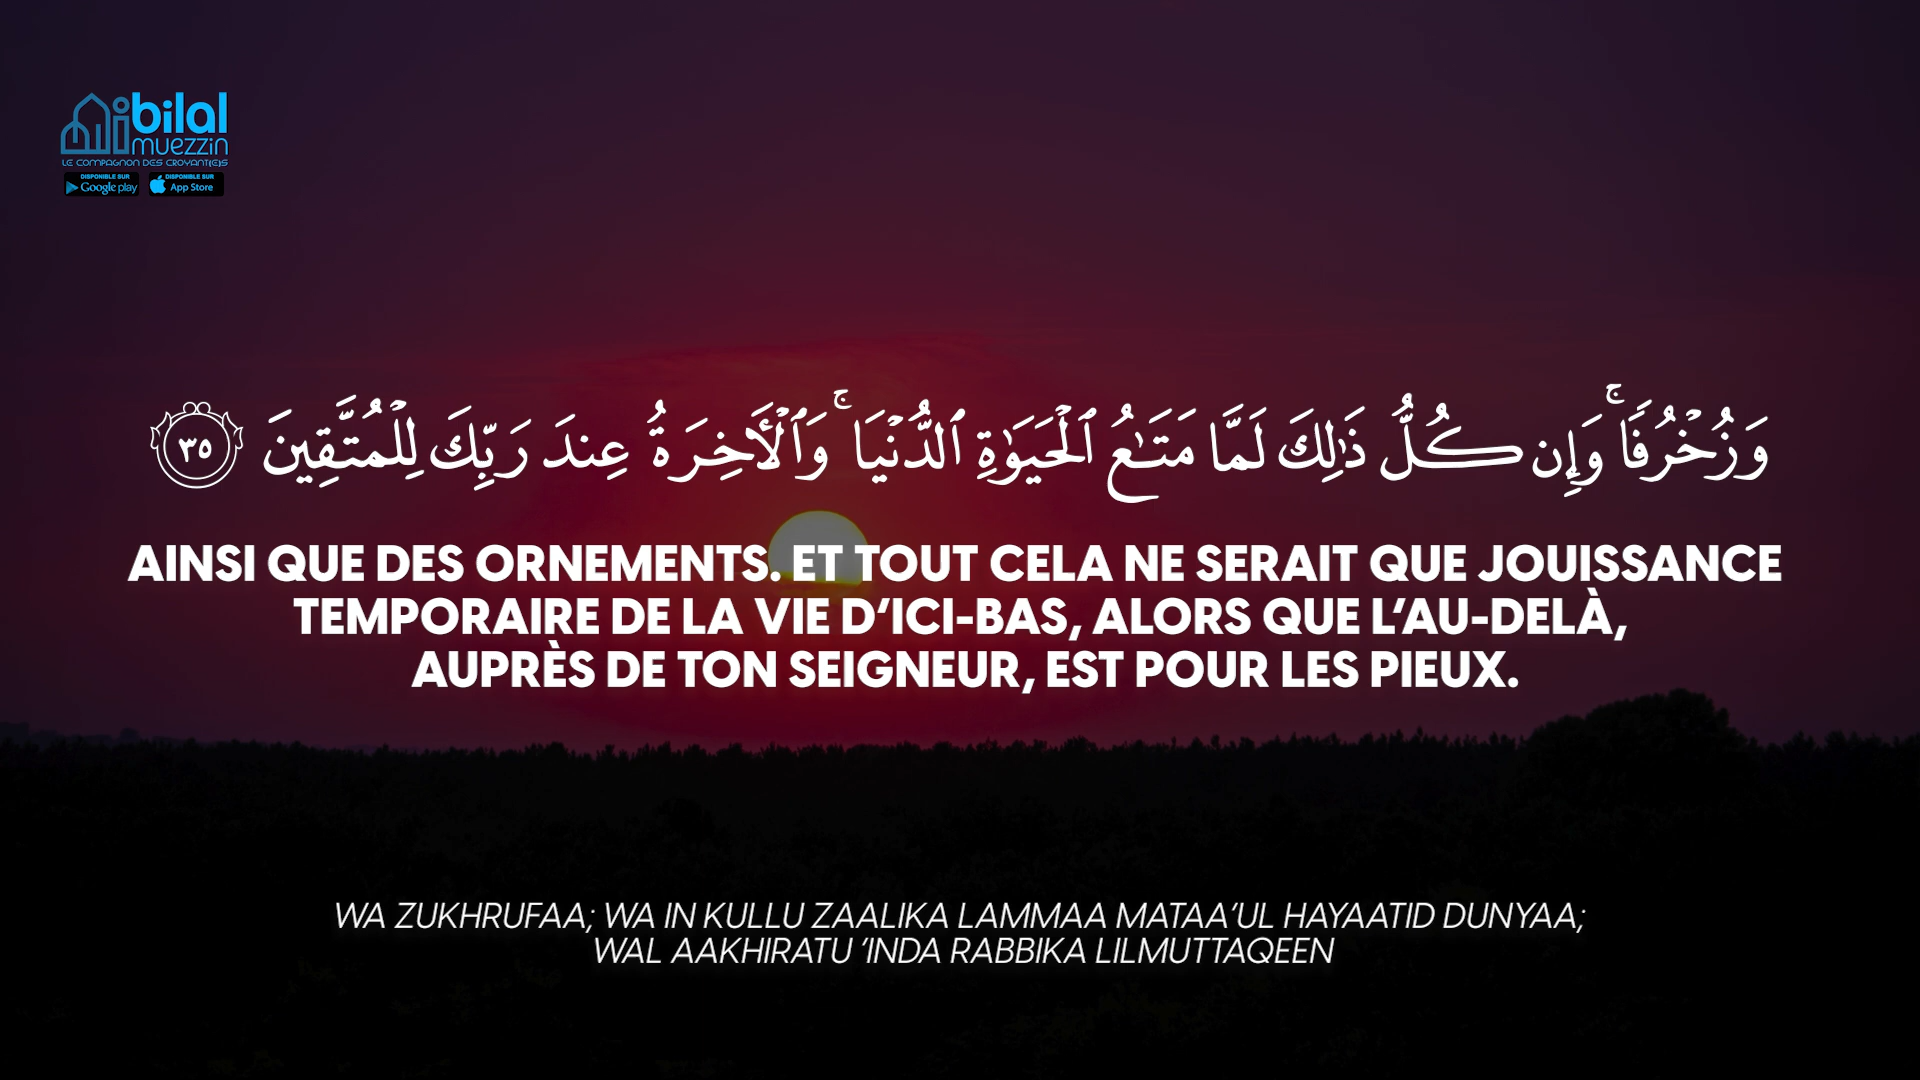 ibilal
muezzin
LE COMPAGNON DES CROYANT(E)S
DISPONIBLE SUR
Google play
DISPONIBLE SUR
App Store
وَزُخْرُفًا ۚ وَإِن كُلُّ ذَٰلِكَ لَمَّا مَتَـٰعُ ٱلْحَيَوٰةِ ٱلدُّنْيَا ۚ وَٱلْـَٔاخِرَةُ عِندَ رَبِّكَ لِلْمُتَّقِينَ ٣٥
AINSI QUE DES ORNEMENTS. ET TOUT CELA NE SERAIT QUE JOUISSANCE
TEMPORAIRE DE LA VIE D’ICI-BAS, ALORS QUE L’AU-DELÀ,
AUPRÈS DE TON SEIGNEUR, EST POUR LES PIEUX.
WA ZUKHRUFAA; WA IN KULLU ZAALIKA LAMMAA MATAA’UL HAYAATID DUNYAA;
WAL AAKHIRATU ‘INDA RABBIKA LILMUTTAQEEN